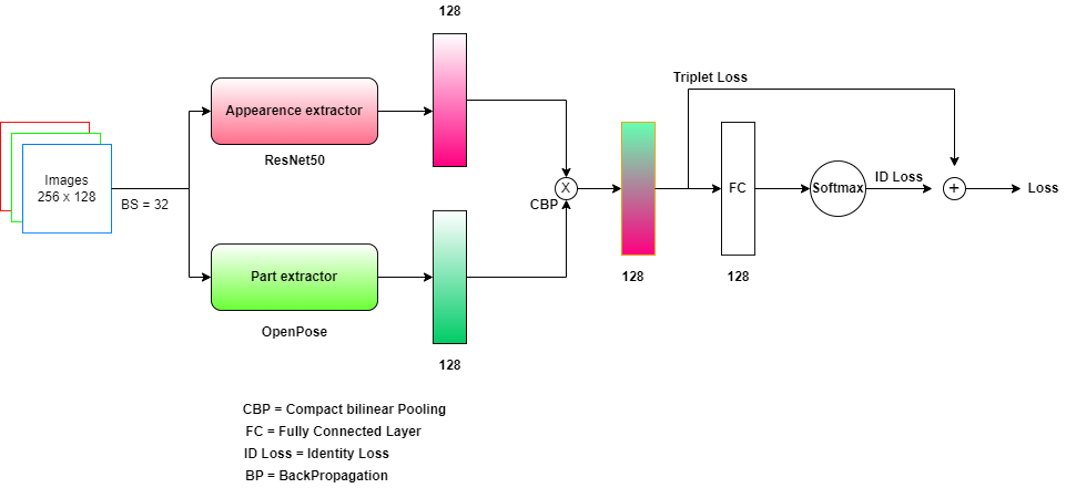 128
Triplet Loss
Appearence extractor
ResNet50
Images
256 x 128
BS = 32
X
CBP
FC
Softmax
ID Loss
+
Loss
Part extractor
OpenPose
128
128
128
CBP = Compact bilinear Pooling
FC = Fully Connected Layer
ID Loss = Identity Loss
BP = BackPropagation